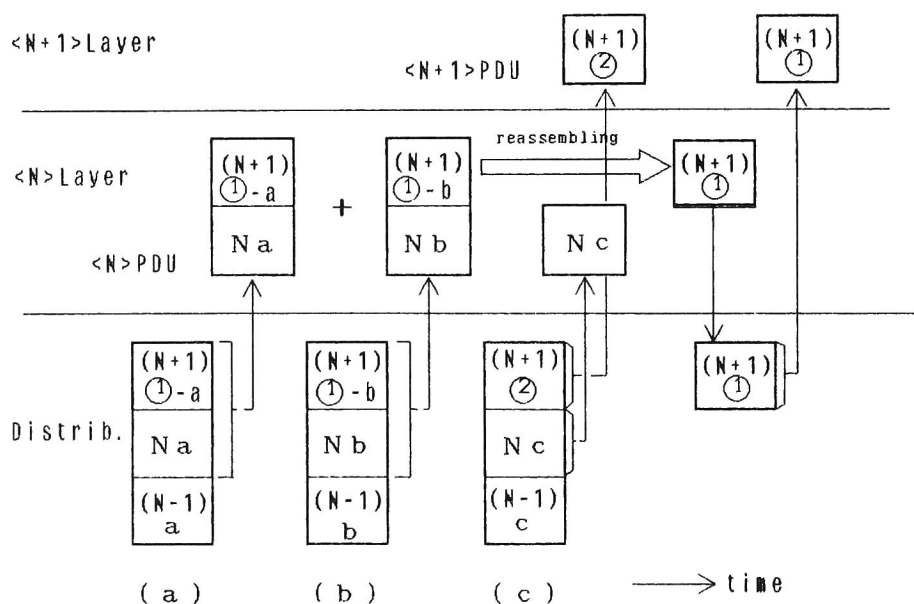 <N+1>Layer
<N+1>PDU
(N+1)
②
(N+1)
①
reassembling
<N>Layer
(N+1)
①-a
Na
+
(N+1)
①-b
Nb
(N+1)
①
Nc
<N>PDU
Distrib.
(N+1)
①-a
Na
(N-1)
a
(N+1)
①-b
Nb
(N-1)
b
(N+1)
②
Nc
(N-1)
c
(N+1)
①
(a)
(b)
(c)
time